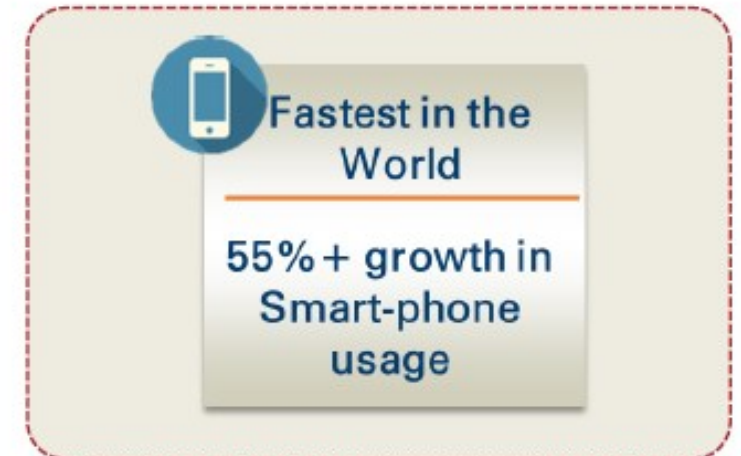 Fastest in the
World
55%+ growth in
Smart-phone
usage